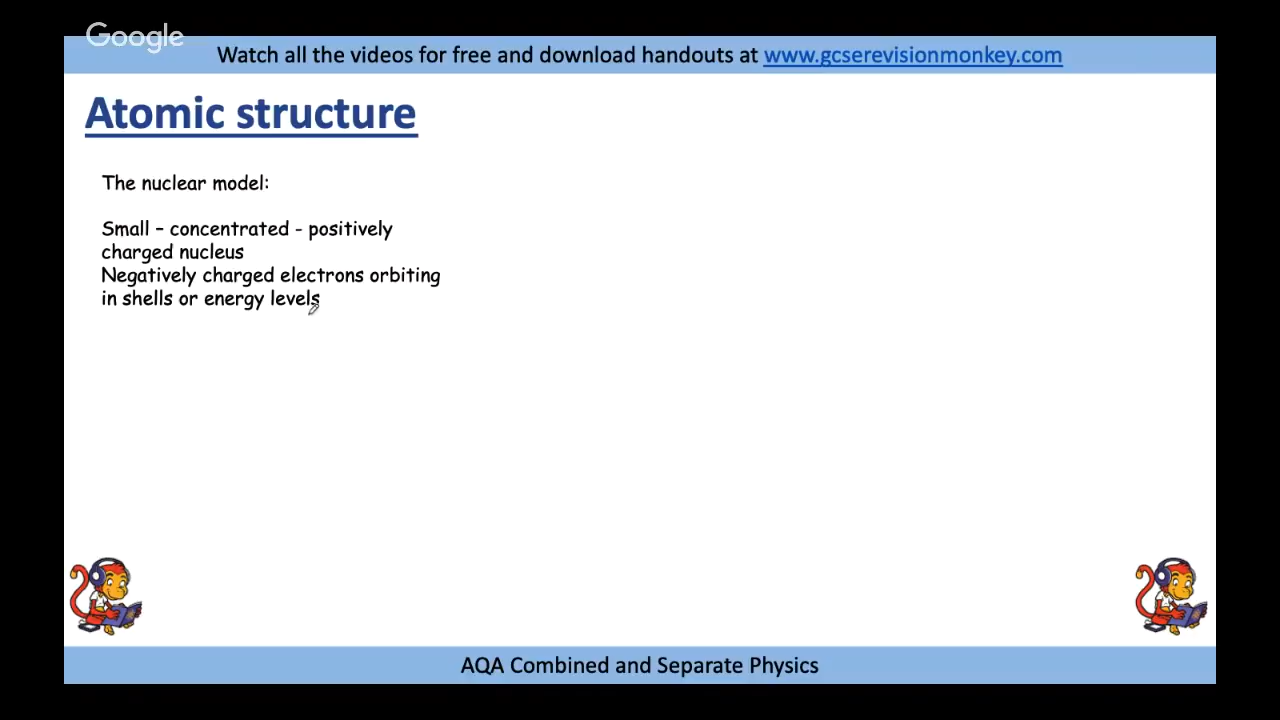 Google
Watch all the videos for free and download handouts at www.gcserevisionmonkey.com
Atomic structure
The nuclear model:
Small – concentrated - positively
charged nucleus
Negatively charged electrons orbiting
in shells or energy levels
AQA Combined and Separate Physics